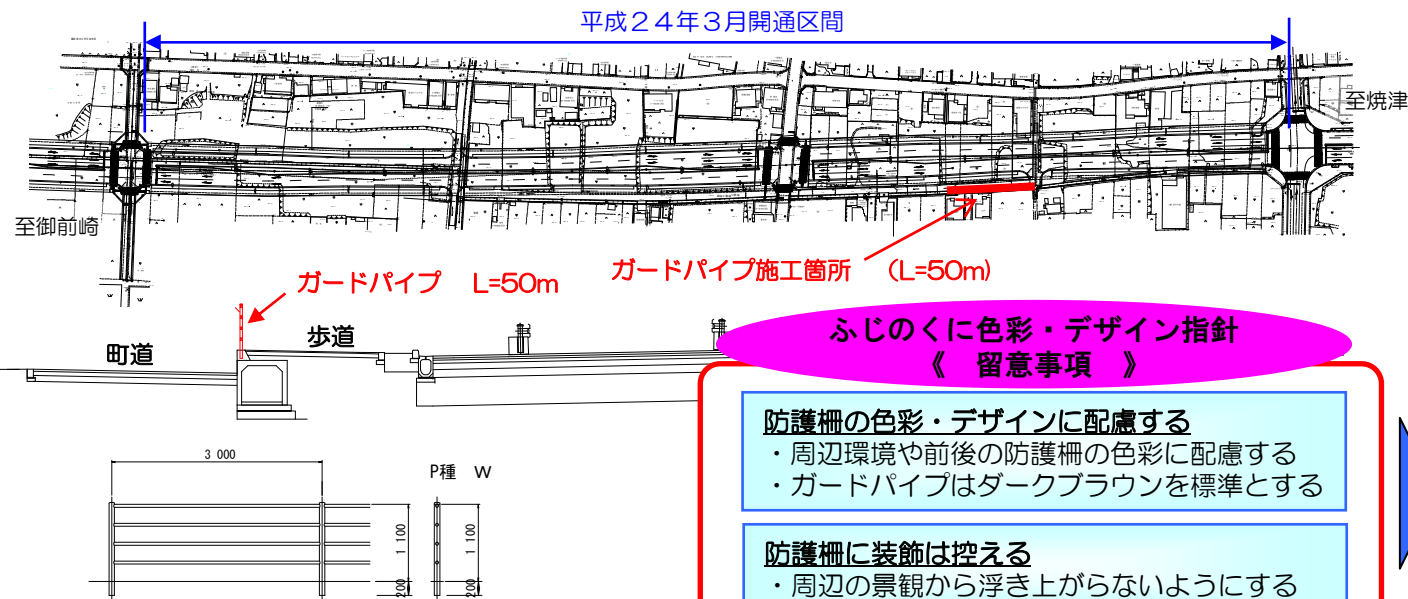 平成24年3月開通区間
至焼津
至御前崎
ガードパイプ施工箇所 (L=50m)
ガードパイプ L=50m
町道
歩道
3 000
1 100
200
P種 W
1 100
200
ふじのくに色彩・デザイン指針
《 留意事項 》
防護柵の色彩・デザインに配慮する
・周辺環境や前後の防護柵の色彩に配慮する
・ガードパイプはダークブラウンを標準とする
防護柵に装飾は控える
・周辺の景観から浮き上がらないようにする